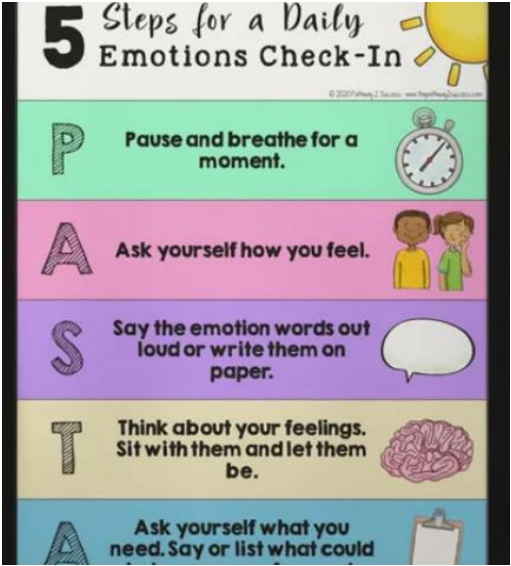 5 Steps for a Daily
Emotions Check-In
© 2020 Pathway 2 Success - www.thepathway2success.com
P
Pause and breathe for a
moment.
A
Ask yourself how you feel.
S
Say the emotion words out
loud or write them on
paper.
T
Think about your feelings.
Sit with them and let them
be.
A
Ask yourself what you
need. Say or list what could